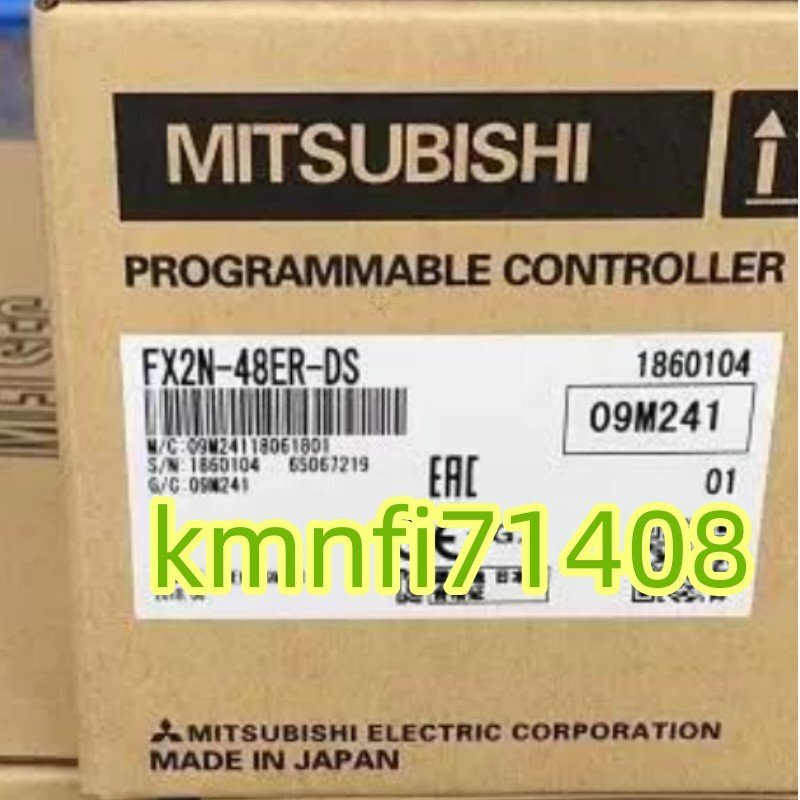 MITSUBISHI
PROGRAMMABLE CONTROLLER
FX2N-48ER-DS
1860104
09M241
M/C:09M24118061801
S/N:1860104 65067219
G/C:09M241
EAC
01
kmnfi71408
MITSUBISHI ELECTRIC CORPORATION
MADE IN JAPAN